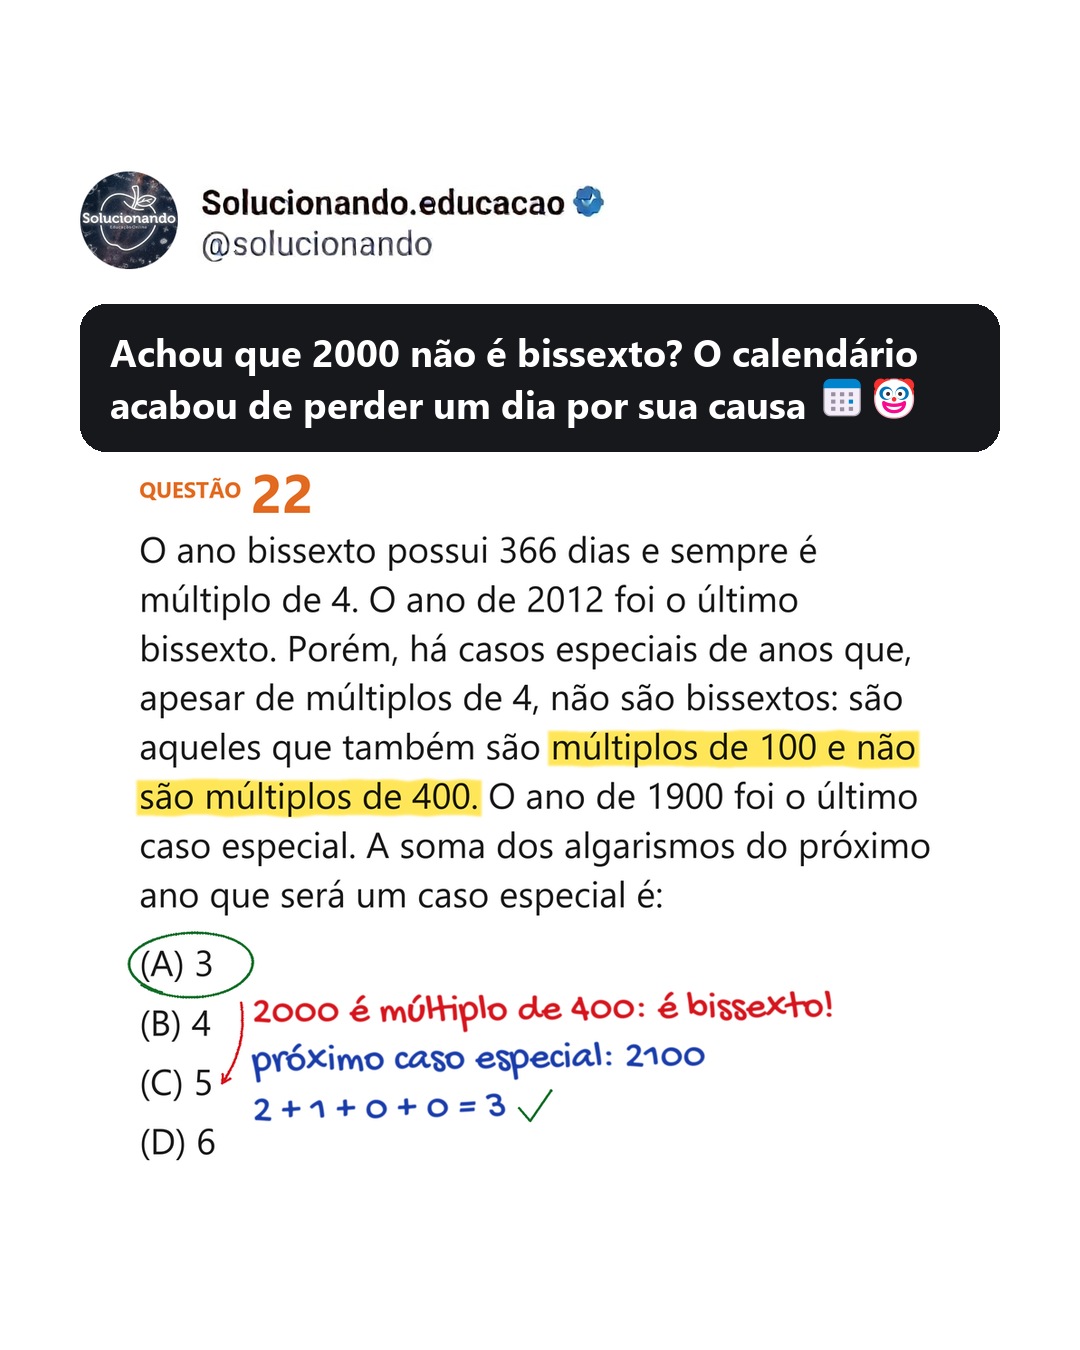 Solucionando
Solucionando.educacao
@solucionando
Achou que 2000 não é bissexto? O calendário
acabou de perder um dia por sua causa
QUESTÃO 22
O ano bissexto possui 366 dias e sempre é
múltiplo de 4. O ano de 2012 foi o último
bissexto. Porém, há casos especiais de anos que,
apesar de múltiplos de 4, não são bissextos: são
aqueles que também são múltiplos de 100 e não
são múltiplos de 400. O ano de 1900 foi o último
caso especial. A soma dos algarismos do próximo
ano que será um caso especial é:
(A) 3
(B) 4
(C) 5
(D) 6
2000 é múltiplo de 400: é bissexto!
próximo caso especial: 2100
2 + 1 + 0 + 0 = 3 ✓